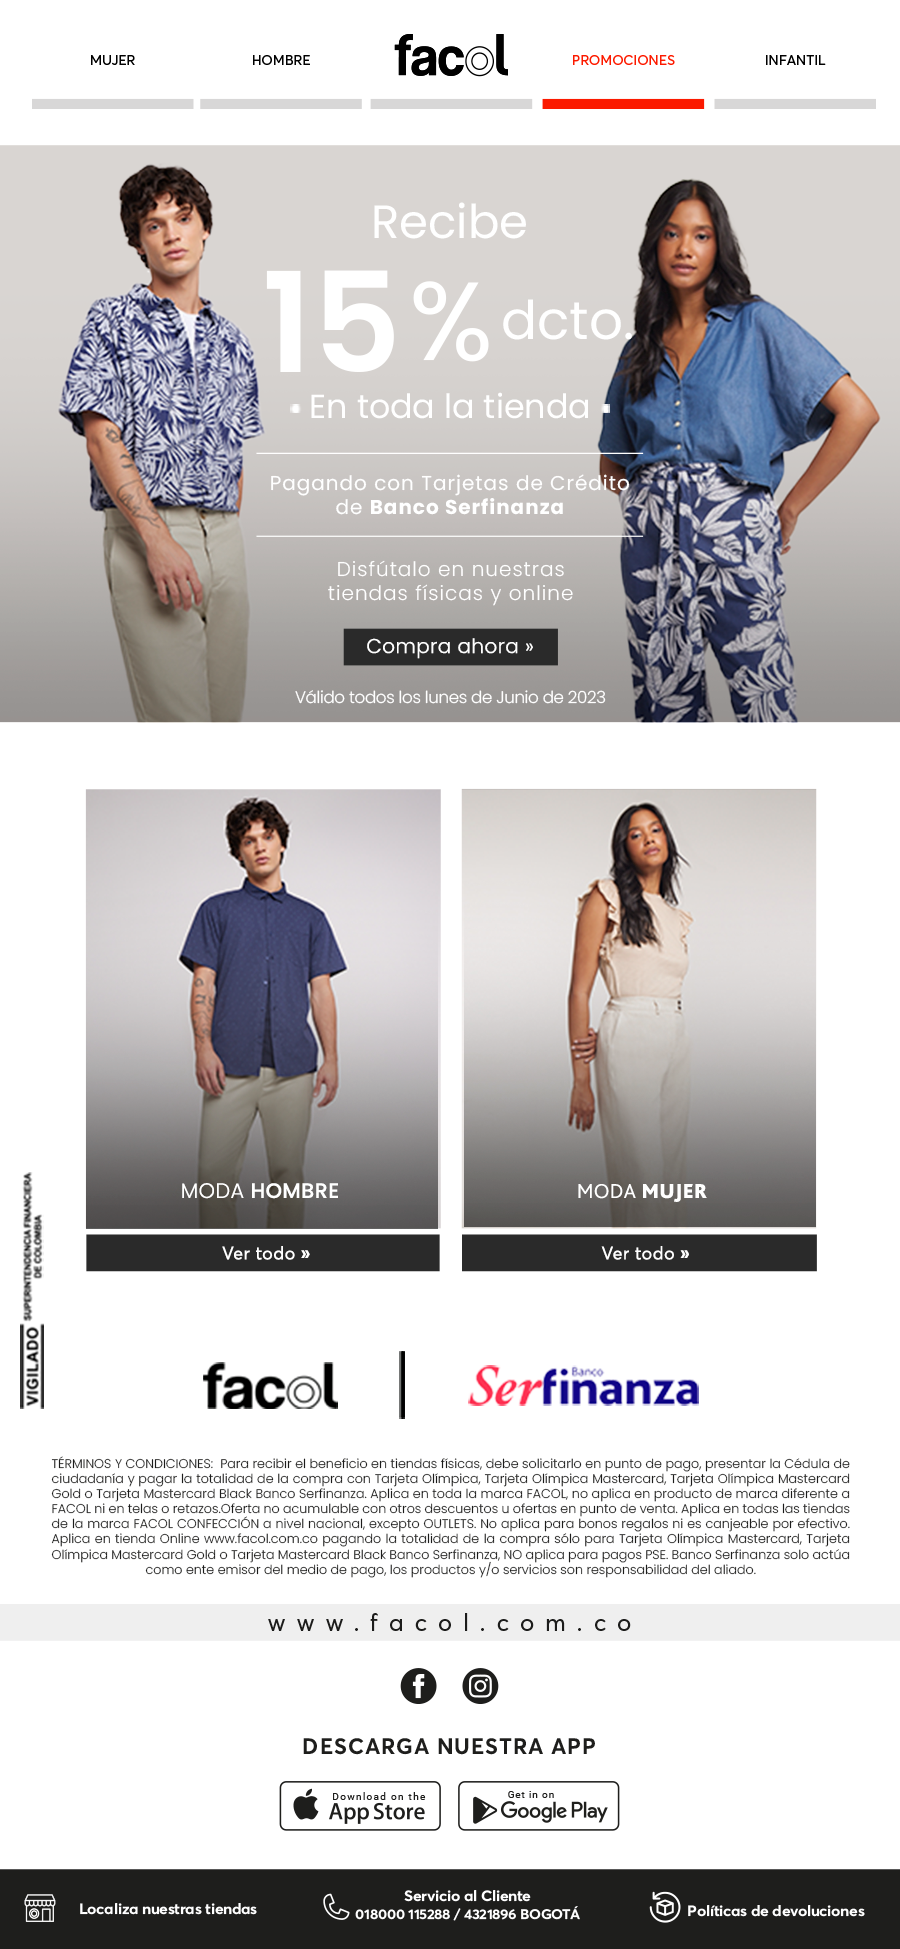 MUJER
HOMBRE
facol
PROMOCIONES
INFANTIL
Recibe
15% dcto.
En toda la tienda
Pagando con Tarjetas de Crédito
de Banco Serfinanza
Disfútalo en nuestras
tiendas físicas y online
Compra ahora »
Válido todos los lunes de Junio de 2023
MODA HOMBRE
MODA MUJER
Ver todo »
Ver todo »
VIGILADO SUPERINTENDENCIA FINANCIERA
DE COLOMBIA
facol
Banco
Serfinanza
TÉRMINOS Y CONDICIONES: Para recibir el beneficio en tiendas físicas, debe solicitarlo en punto de pago, presentar la Cédula de
ciudadanía y pagar la totalidad de la compra con Tarjeta Olímpica, Tarjeta Olimpica Mastercard, Tarjeta Olímpica Mastercard
Gold o Tarjeta Mastercard Black Banco Serfinanza. Aplica en toda la marca FACOL, no aplica en producto de marca diferente a
FACOL ni en telas o retazos.Oferta no acumulable con otros descuentos u ofertas en punto de venta. Aplica en todas las tiendas
de la marca FACOL CONFECCIÓN a nivel nacional, excepto OUTLETS. No aplica para bonos regalos ni es canjeable por efectivo.
Aplica en tienda Online www.facol.com.co pagando la totalidad de la compra sólo para Tarjeta Olimpica Mastercard, Tarjeta
Olímpica Mastercard Gold o Tarjeta Mastercard Black Banco Serfinanza, NO aplica para pagos PSE. Banco Serfinanza solo actúa
como ente emisor del medio de pago, los productos y/o servicios son responsabilidad del aliado.
www.facol.com.co
DESCARGA NUESTRA APP
Download on the
App Store
Get in on
Google Play
Localiza nuestras tiendas
Servicio al Cliente
018000 115288 / 4321896 BOGOTÁ
Políticas de devoluciones